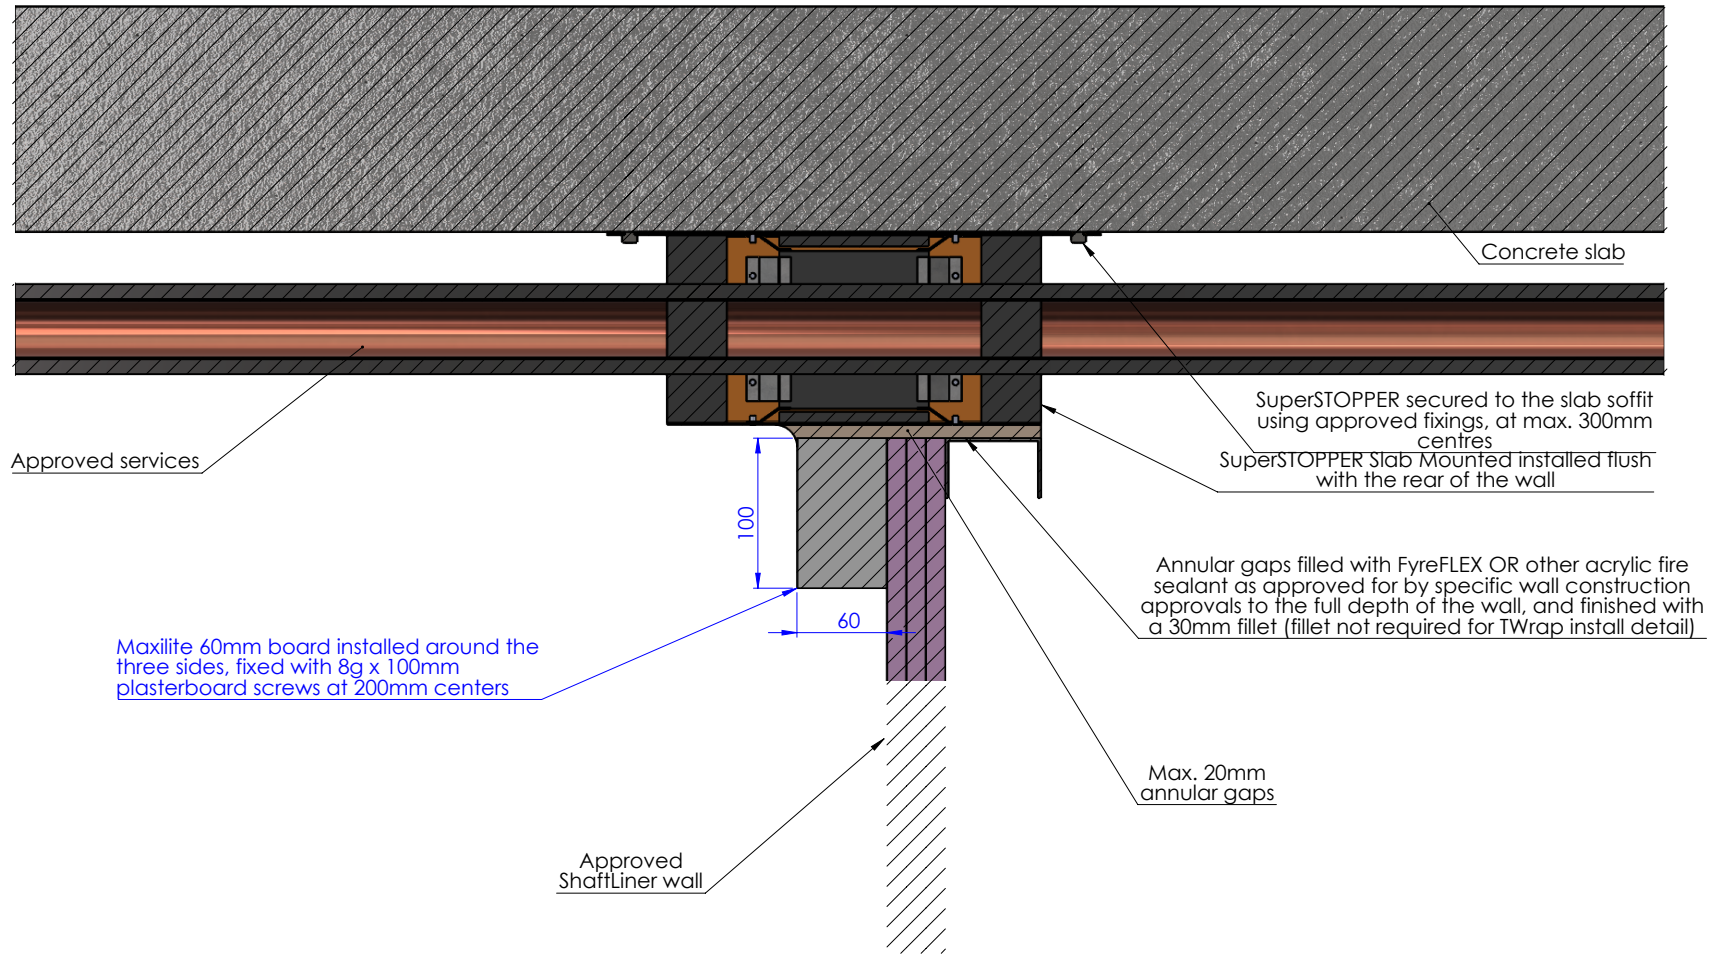 Concrete slab
SuperSTOPPER secured to the slab soffit
using approved fixings, at max. 300mm
centres
SuperSTOPPER Slab Mounted installed flush
with the rear of the wall
Approved services
100
60
Annular gaps filled with FyreFLEX OR other acrylic fire
sealant as approved for by specific wall construction
approvals to the full depth of the wall, and finished with
a 30mm fillet (fillet not required for TWrap install detail)
Maxilite 60mm board installed around the
three sides, fixed with 8g x 100mm
plasterboard screws at 200mm centers
Max. 20mm
annular gaps
Approved
ShaftLiner wall